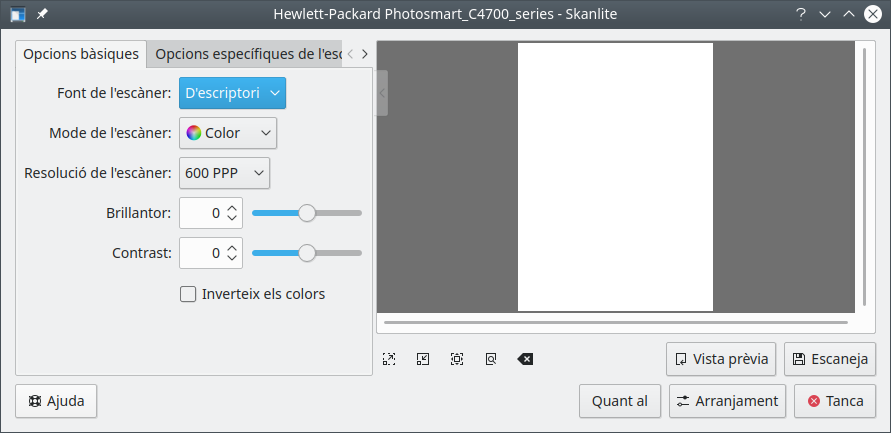 Hewlett-Packard Photosmart_C4700_series - Skanlite
Opcions bàsiques
Opcions específiques de l'esc
Font de l'escàner: D'escriptori
Mode de l'escàner: Color
Resolució de l'escàner: 600 PPP
Brillantor: 0
Contrast: 0
Inverteix els colors
Vista prèvia
Escaneja
Ajuda
Quant al
Arranjament
Tanca